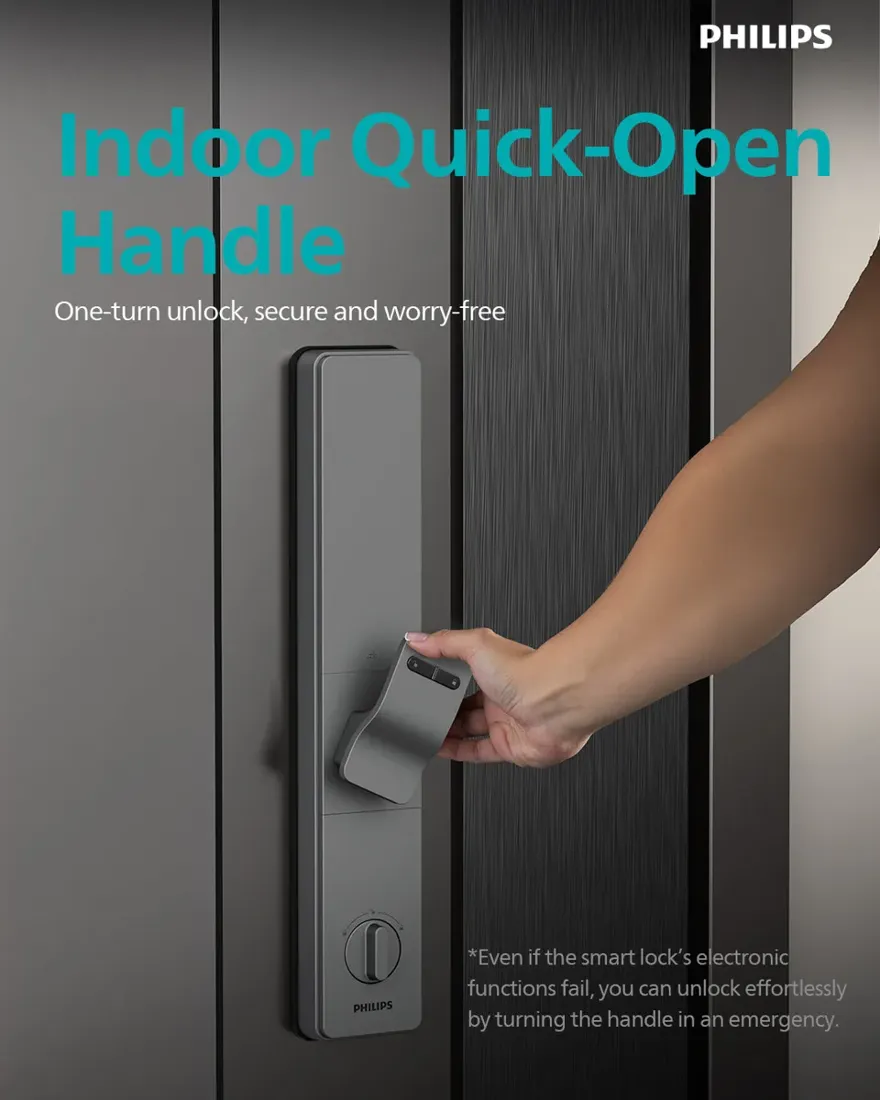 PHILIPS
Indoor Quick-Open
Handle
One-turn unlock, secure and worry-free
PHILIPS
*Even if the smart lock's electronic
functions fail, you can unlock effortlessly
by turning the handle in an emergency.